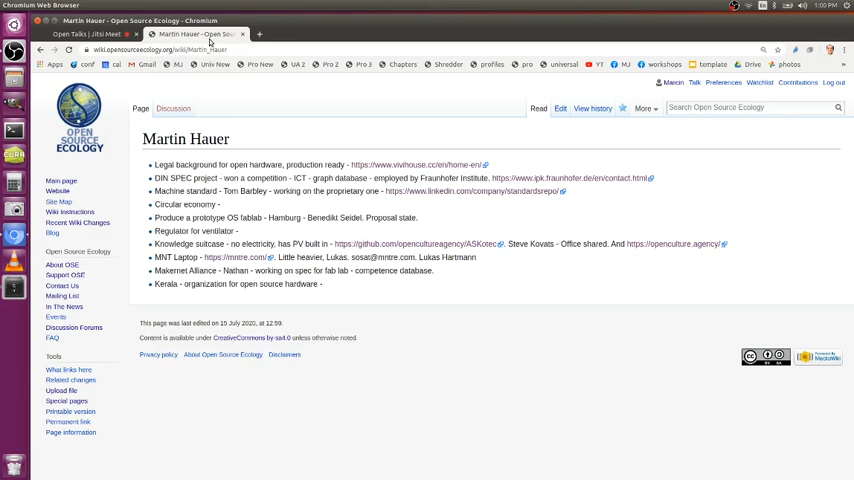 Chromium Web Browser
En
1:00 PM
Martin Hauer - Open Source Ecology - Chromium
Open Talks | Jitsi Meet
Martin Hauer - Open Sou
wiki.opensourceecology.org/wiki/Martin_Hauer
Apps
conf
cal
Gmail
MJ
Univ New
Pro New
UA 2
Pro 2
Pro 3
Chapters
Shredder
profiles
pro
universal
YT
MJ
workshops
template
Drive
photos
»
Marcin Talk Preferences Watchlist Contributions Log out
OPEN SOURCE
ECOLOGY
Page Discussion
Read Edit View history More
Search Open Source Ecology
Martin Hauer
Legal background for open hardware, production ready - https://www.vivihouse.cc/en/home-en/
DIN SPEC project - won a competition - ICT - graph database - employed by Fraunhofer Institute. https://www.ipk.fraunhofer.de/en/contact.html
Machine standard - Tom Barbley - working on the proprietary one - https://www.linkedin.com/company/standardsrepo/
Circular economy -
Produce a prototype OS fablab - Hamburg - Benedikt Seidel. Proposal state.
Regulator for ventilator -
Knowledge suitcase - no electricity, has PV built in - https://github.com/opencultureagency/ASKotec. Steve Kovats - Office shared. And https://openculture.agency/
MNT Laptop - https://mntre.com/. Little heavier, Lukas. sosat@mntre.com. Lukas Hartmann
Makernet Alliance - Nathan - working on spec for fab lab - competence database.
Kerala - organization for open source hardware -
Main page
Website
Site Map
Wiki Instructions
Recent Wiki Changes
Blog
Open Source Ecology
About OSE
Support OSE
Contact Us
Mailing List
In The News
Events
Discussion Forums
FAQ
Tools
What links here
Related changes
Upload file
Special pages
Printable version
Permanent link
Page information
This page was last edited on 15 July 2020, at 12:59.
Content is available under CreativeCommons by-sa4.0 unless otherwise noted.
Privacy policy About Open Source Ecology Disclaimers